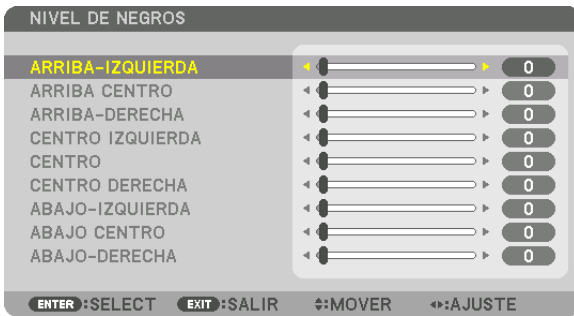 NIVEL DE NEGROS
ARRIBA-IZQUIERDA 0
ARRIBA CENTRO 0
ARRIBA-DERECHA 0
CENTRO IZQUIERDA 0
CENTRO 0
CENTRO DERECHA 0
ABAJO-IZQUIERDA 0
ABAJO CENTRO 0
ABAJO-DERECHA 0
ENTER :SELECT EXIT :SALIR :MOVER :AJUSTE